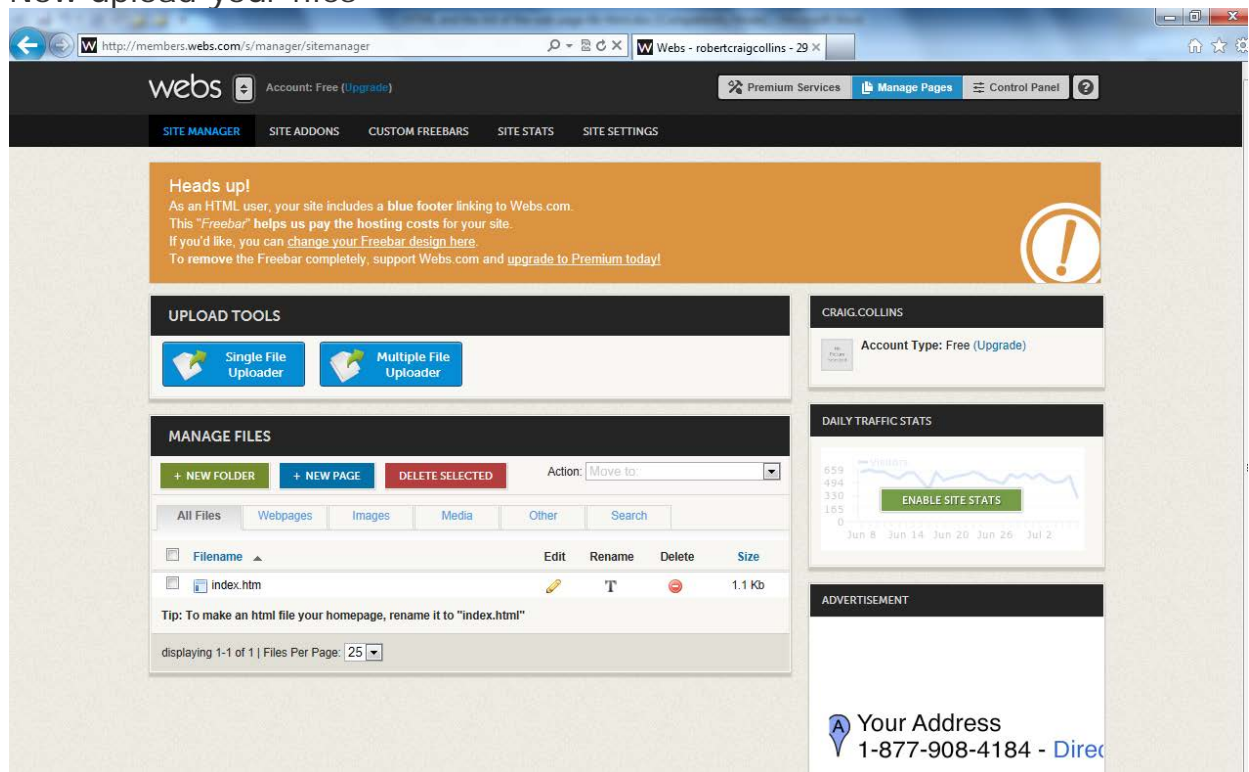 Now upload your files
http://members.webs.com/s/manager/sitemanager
Webs - robertcraigcollins - 29
webs
Account: Free (Upgrade)
Premium Services
Manage Pages
Control Panel
?
SITE MANAGER
SITE ADDONS
CUSTOM FREEBARS
SITE STATS
SITE SETTINGS
Heads up!
As an HTML user, your site includes a blue footer linking to Webs.com.
This "Freebar" helps us pay the hosting costs for your site.
If you'd like, you can change your Freebar design here.
To remove the Freebar completely, support Webs.com and upgrade to Premium today!
UPLOAD TOOLS
Single File
Uploader
Multiple File
Uploader
MANAGE FILES
+ NEW FOLDER
+ NEW PAGE
DELETE SELECTED
Action: Move to:
All Files
Webpages
Images
Media
Other
Search
Filename
Edit
Rename
Delete
Size
index.htm
T
1.1 Kb
Tip: To make an html file your homepage, rename it to "index.html"
displaying 1-1 of 1 | Files Per Page: 25
CRAIG.COLLINS
Account Type: Free (Upgrade)
DAILY TRAFFIC STATS
Visitors
659
494
330
165
0
ENABLE SITE STATS
Jun 8 Jun 14 Jun 20 Jun 26 Jul 2
ADVERTISEMENT
A
Your Address
1-877-908-4184 - Direc